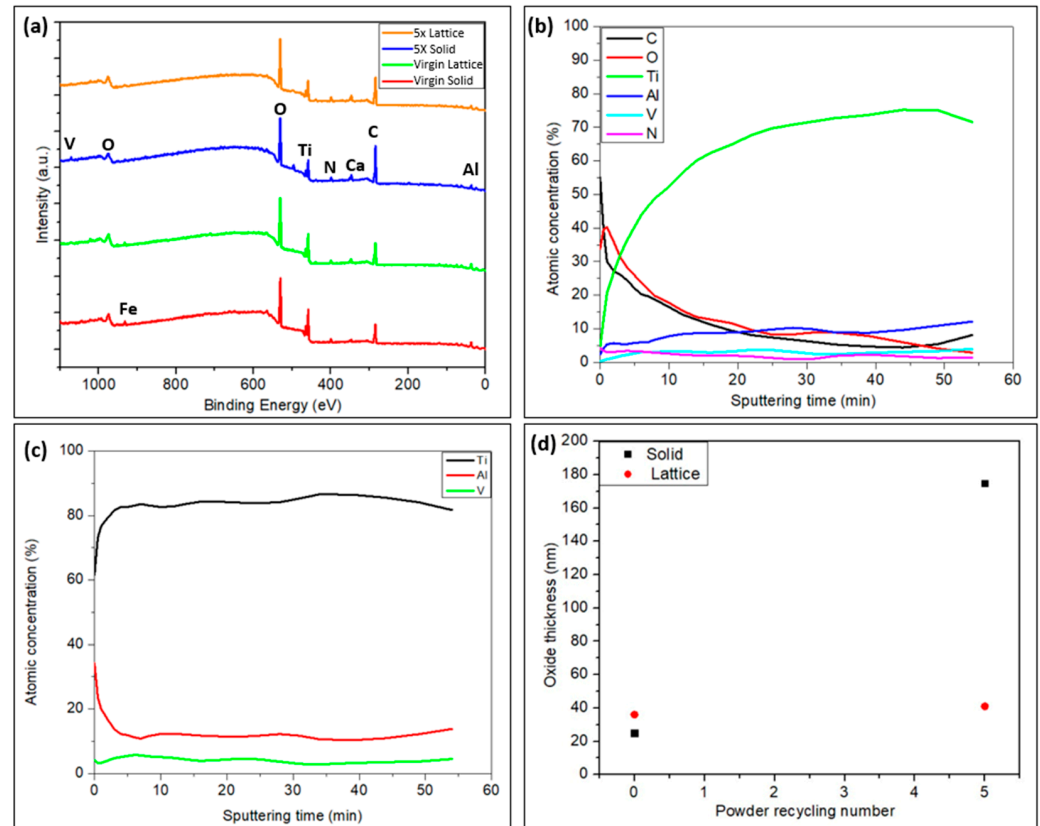 (a)
5x Lattice
5X Solid
Virgin Lattice
Virgin Solid
V
O
O
Ti
N
Ca
C
Al
Fe
Intensity (a.u.)
1000 800 600 400 200 0
Binding Energy (eV)
(b)
C
O
Ti
Al
V
N
100
90
80
70
60
50
40
30
20
10
0
Atomic concentration (%)
0 10 20 30 40 50 60
Sputtering time (min)
(c)
Ti
Al
V
100
80
60
40
20
0
Atomic concentration (%)
0 10 20 30 40 50 60
Sputtering time (min)
(d)
Solid
Lattice
200
180
160
140
120
100
80
60
40
20
0
Oxide thickness (nm)
0 1 2 3 4 5
Powder recycling number